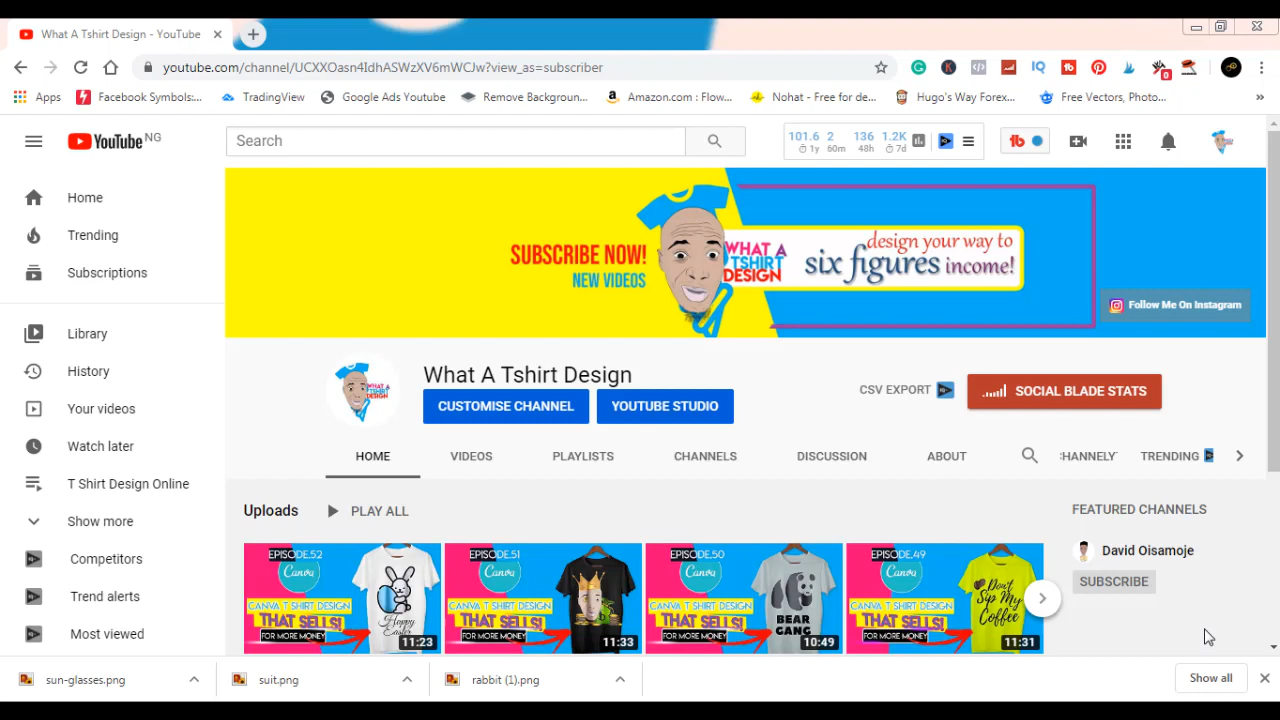 What A Tshirt Design - YouTube
youtube.com/channel/UCXXOasn4IdhASWzXV6mWCJw?view_as=subscriber
Apps
Facebook Symbols:...
TradingView
Google Ads Youtube
Remove Backgroun...
Amazon.com : Flow...
Nohat - Free for de...
Hugo's Way Forex...
Free Vectors, Photo...
YouTube NG
Search
101.6 2 136 1.2K
1y 60m 48h 7d
Home
Trending
Subscriptions
Library
History
Your videos
Watch later
T Shirt Design Online
Show more
Competitors
Trend alerts
Most viewed
SUBSCRIBE NOW!
NEW VIDEOS
WHAT A
TSHIRT
DESIGN
design your way to
six figures income!
Follow Me On Instagram
What A Tshirt Design
CUSTOMISE CHANNEL
YOUTUBE STUDIO
CSV EXPORT
SOCIAL BLADE STATS
HOME
VIDEOS
PLAYLISTS
CHANNELS
DISCUSSION
ABOUT
HANNELY
TRENDING
Uploads
PLAY ALL
EPISODE.52
Canva
CANVA T SHIRT DESIGN
THAT SELLS!
FOR MORE MONEY
Happy
Easter
11:23
EPISODE.51
Canva
CANVA T SHIRT DESIGN
THAT SELLS!
FOR MORE MONEY
11:33
EPISODE.50
Canva
CANVA T SHIRT DESIGN
THAT SELLS!
FOR MORE MONEY
BEAR
GANG
10:49
EPISODE.49
Canva
CANVA T SHIRT DESIGN
THAT SELLS!
FOR MORE MONEY
Don't
Sip My
Coffee
11:31
FEATURED CHANNELS
David Oisamoje
SUBSCRIBE
sun-glasses.png
suit.png
rabbit (1).png
Show all